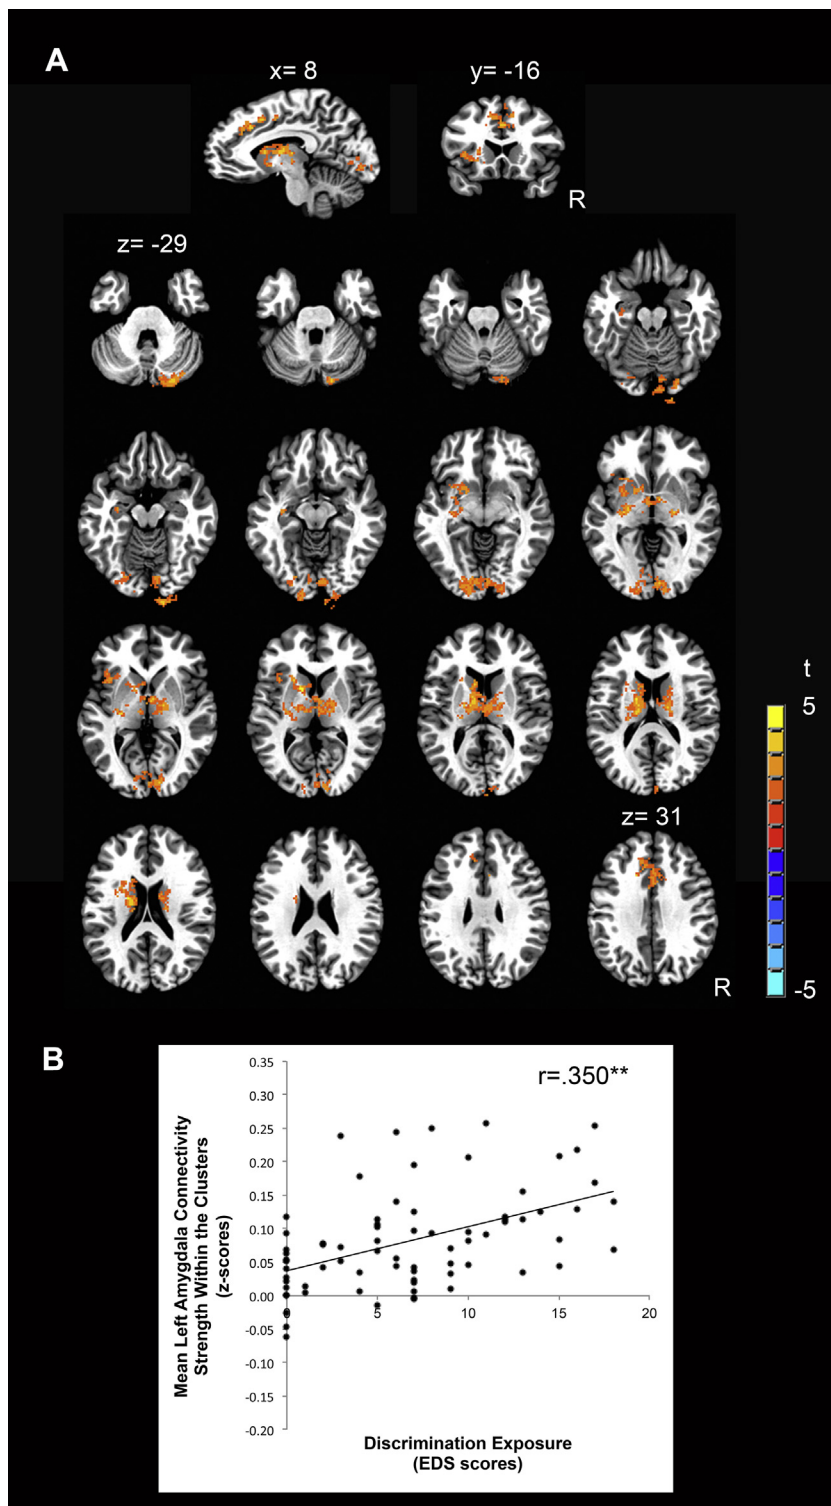 A
x= 8
y= -16
R
z= -29
t
5
z= 31
-5
R
B
r=.350**
0.35
0.30
0.25
0.20
0.15
0.10
0.05
0.00
-0.05
-0.10
-0.15
-0.20
0
5
10
15
20
Mean Left Amygdala Connectivity
Strength Within the Clusters
(z-scores)
Discrimination Exposure
(EDS scores)